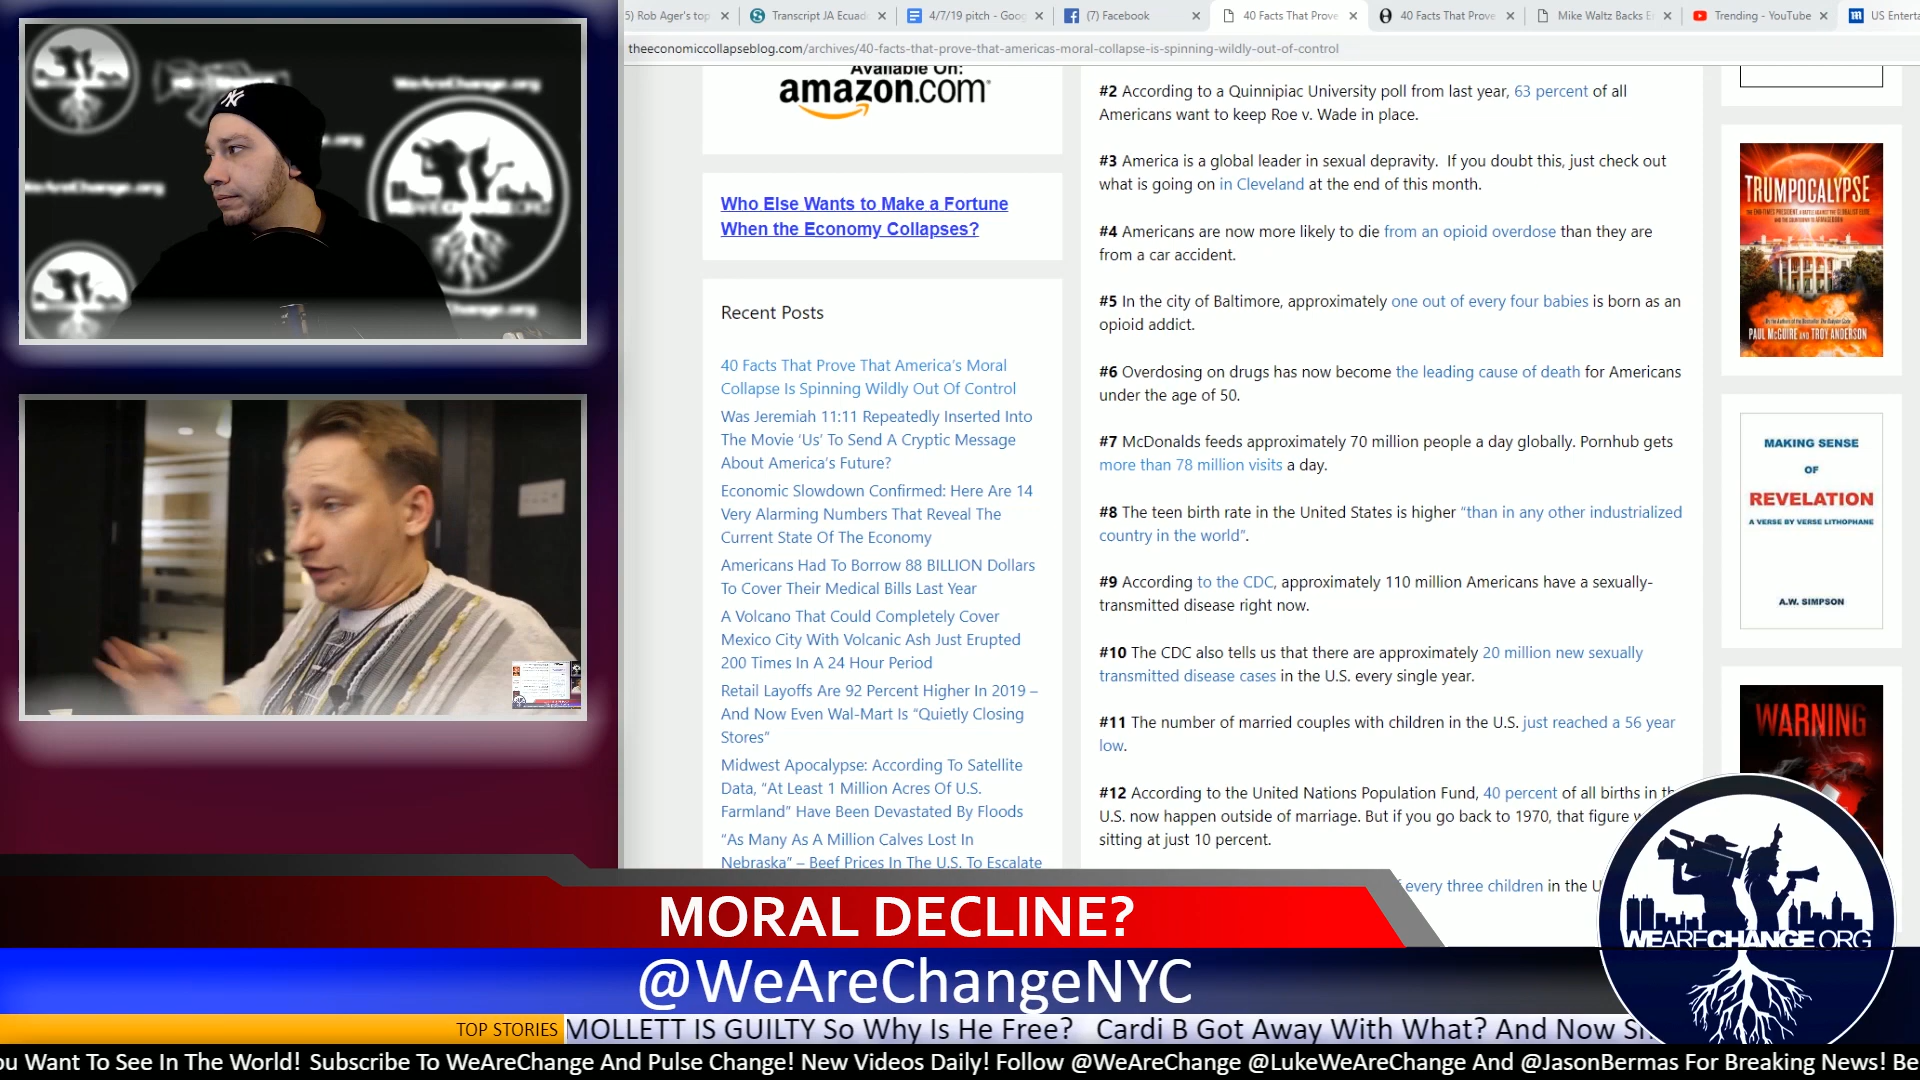 5) Rob Ager's top
Transcript JA Ecuad
4/7/19 pitch - Goog
(7) Facebook
40 Facts That Prove
40 Facts That Prove
Mike Waltz Backs E
Trending - YouTube
US Enterta
theeconomiccollapseblog.com/archives/40-facts-that-prove-that-americas-moral-collapse-is-spinning-wildly-out-of-control
WeAreChange.org
WeAreChange.org
Available On:
amazon.com
Who Else Wants to Make a Fortune
When the Economy Collapses?
Recent Posts
40 Facts That Prove That America's Moral
Collapse Is Spinning Wildly Out Of Control
Was Jeremiah 11:11 Repeatedly Inserted Into
The Movie 'Us' To Send A Cryptic Message
About America's Future?
Economic Slowdown Confirmed: Here Are 14
Very Alarming Numbers That Reveal The
Current State Of The Economy
Americans Had To Borrow 88 BILLION Dollars
To Cover Their Medical Bills Last Year
A Volcano That Could Completely Cover
Mexico City With Volcanic Ash Just Erupted
200 Times In A 24 Hour Period
Retail Layoffs Are 92 Percent Higher In 2019 –
And Now Even Wal-Mart Is “Quietly Closing
Stores”
Midwest Apocalypse: According To Satellite
Data, “At Least 1 Million Acres Of U.S.
Farmland” Have Been Devastated By Floods
“As Many As A Million Calves Lost In
Nebraska” – Beef Prices In The U.S. To Escalate
#2 According to a Quinnipiac University poll from last year, 63 percent of all
Americans want to keep Roe v. Wade in place.
#3 America is a global leader in sexual depravity. If you doubt this, just check out
what is going on in Cleveland at the end of this month.
#4 Americans are now more likely to die from an opioid overdose than they are
from a car accident.
#5 In the city of Baltimore, approximately one out of every four babies is born as an
opioid addict.
#6 Overdosing on drugs has now become the leading cause of death for Americans
under the age of 50.
#7 McDonalds feeds approximately 70 million people a day globally. Pornhub gets
more than 78 million visits a day.
#8 The teen birth rate in the United States is higher “than in any other industrialized
country in the world”.
#9 According to the CDC, approximately 110 million Americans have a sexually-
transmitted disease right now.
#10 The CDC also tells us that there are approximately 20 million new sexually
transmitted disease cases in the U.S. every single year.
#11 The number of married couples with children in the U.S. just reached a 56 year
low.
#12 According to the United Nations Population Fund, 40 percent of all births in th
U.S. now happen outside of marriage. But if you go back to 1970, that figure w
sitting at just 10 percent.
every three children in the U
TRUMPOCALYPSE
PAUL McGUIRE AND TROY ANDERSON
MAKING SENSE
OF
REVELATION
A VERSE BY VERSE LITHOPHANE
A.W. SIMPSON
WARNING
MORAL DECLINE?
@WeAreChangeNYC
WEARECHANGE.ORG
TOP STORIES
MOLLETT IS GUILTY So Why Is He Free? Cardi B Got Away With What? And Now S
ou Want To See In The World! Subscribe To WeAreChange And Pulse Change! New Videos Daily! Follow @WeAreChange @LukeWeAreChange And @JasonBermas For Breaking News! Be